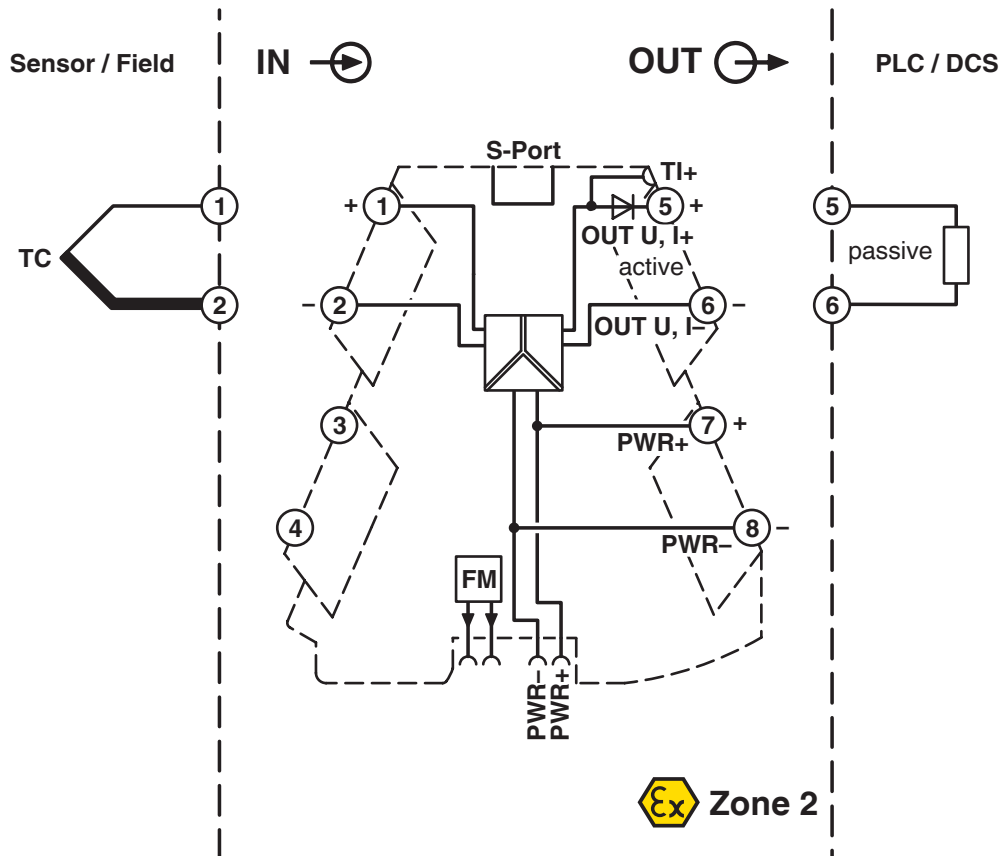 Sensor / Field
IN
OUT
PLC / DCS
S-Port
TI+
1
+ 1
5 +
5
OUT U, I+
TC
active
passive
2
– 2
6 –
6
OUT U, I–
3
7 +
PWR+
4
8 –
PWR–
FM
PWR–
PWR+
Ex Zone 2